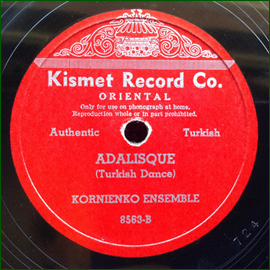 Kismet Record Co.
ORIENTAL
Only for use on phonograph at home.
Reproduction whole or in part prohibited.
Authentic Turkish
ADALISQUE
(Turkish Dance)
KORNIENKO ENSEMBLE
8563-B
724